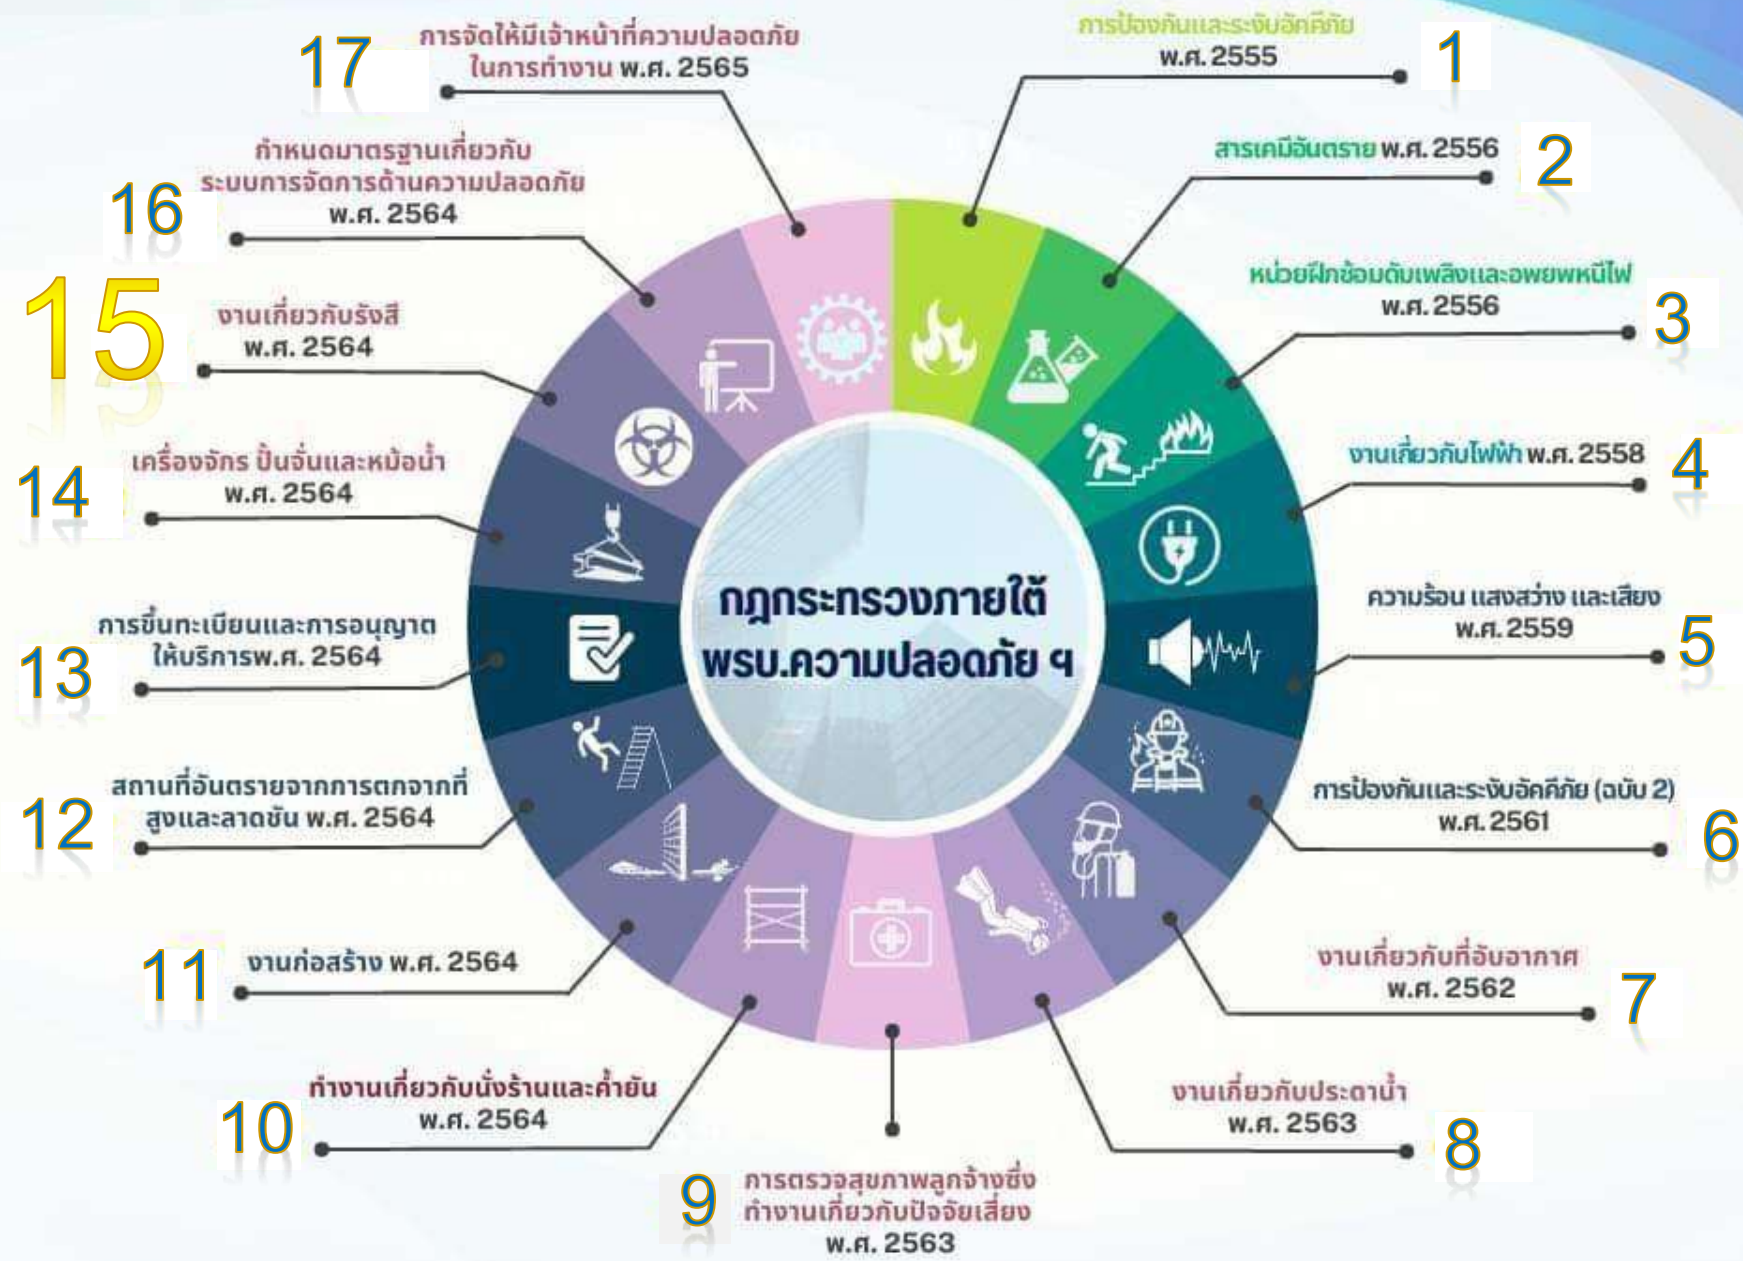 กฎกระทรวงภายใต้
พรบ.ความปลอดภัย ฯ
การป้องกันและระงับอัคคีภัย
พ.ศ. 2555
1
สารเคมีอันตราย พ.ศ. 2556
2
หน่วยฝึกซ้อมดับเพลิงและอพยพหนีไฟ
พ.ศ. 2556
3
งานเกี่ยวกับไฟฟ้า พ.ศ. 2558
4
ความร้อน แสงสว่าง และเสียง
พ.ศ. 2559
5
การป้องกันและระงับอัคคีภัย (ฉบับ 2)
พ.ศ. 2561
6
งานเกี่ยวกับที่อับอากาศ
พ.ศ. 2562
7
งานเกี่ยวกับประดาน้ำ
พ.ศ. 2563
8
9
การตรวจสุขภาพลูกจ้างซึ่ง
ทำงานเกี่ยวกับปัจจัยเสี่ยง
พ.ศ. 2563
10
ทำงานเกี่ยวกับนั่งร้านและค้ำยัน
พ.ศ. 2564
11
งานก่อสร้าง พ.ศ. 2564
12
สถานที่อันตรายจากการตกจากที่
สูงและลาดชัน พ.ศ. 2564
13
การขึ้นทะเบียนและการอนุญาต
ให้บริการพ.ศ. 2564
14
เครื่องจักร ปั้นจั่นและหม้อน้ำ
พ.ศ. 2564
15
งานเกี่ยวกับรังสี
พ.ศ. 2564
16
กำหนดมาตรฐานเกี่ยวกับ
ระบบการจัดการด้านความปลอดภัย
พ.ศ. 2564
17
การจัดให้มีเจ้าหน้าที่ความปลอดภัย
ในการทำงาน พ.ศ. 2565